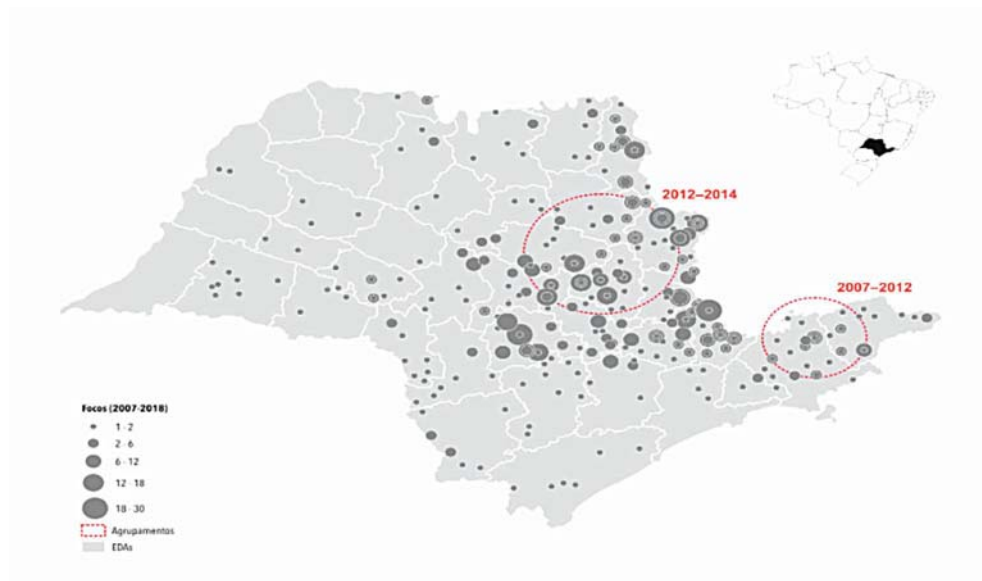 2012–2014
2007–2012
Focos (2007-2018)
1 - 2
2 - 6
6 - 12
12 - 18
18 - 30
Agrupamentos
EDAs